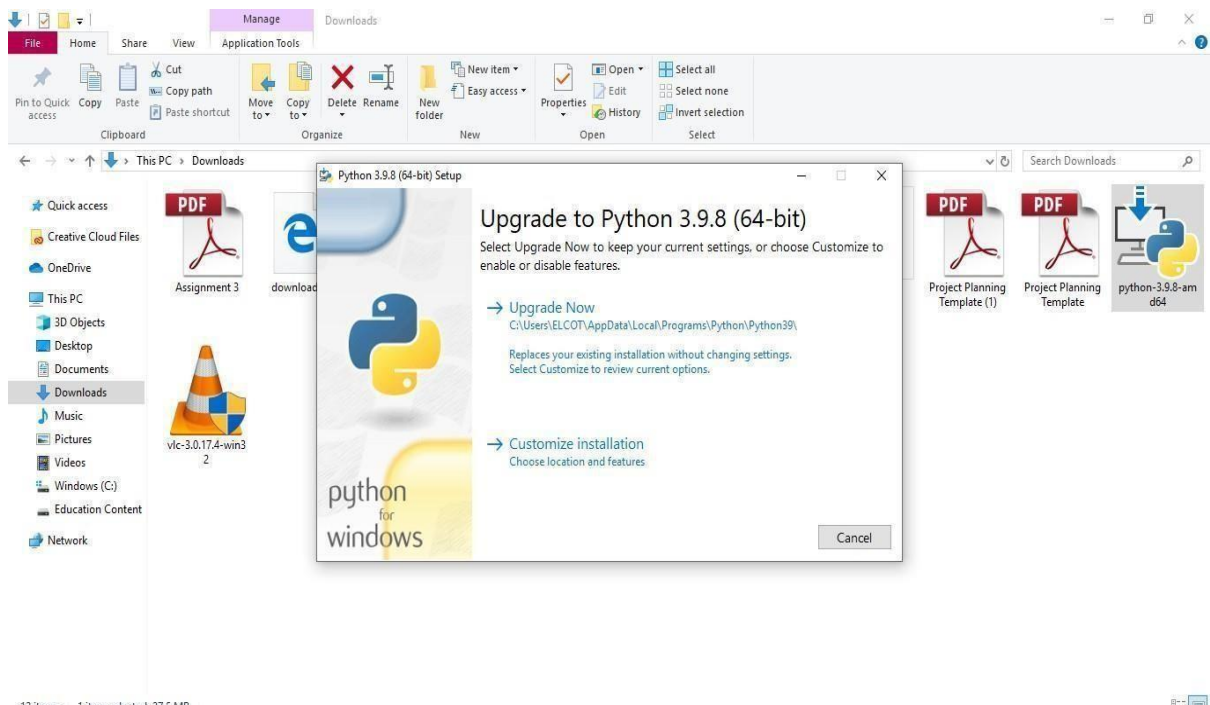 Manage
Downloads
File
Home
Share
View
Application Tools
Pin to Quick access
Copy
Paste
Cut
Copy path
Paste shortcut
Move to
Copy to
Delete
Rename
New folder
New item
Easy access
Properties
Open
Edit
History
Select all
Select none
Invert selection
Clipboard
Organize
New
Open
Select
This PC › Downloads
Search Downloads
Quick access
Creative Cloud Files
OneDrive
This PC
3D Objects
Desktop
Documents
Downloads
Music
Pictures
Videos
Windows (C:)
Education Content
Network
PDF
Assignment 3
download
vlc-3.0.17.4-win3
2
Python 3.9.8 (64-bit) Setup
Upgrade to Python 3.9.8 (64-bit)
Select Upgrade Now to keep your current settings, or choose Customize to
enable or disable features.
Upgrade Now
C:\Users\ELCOT\AppData\Local\Programs\Python\Python39\
Replaces your existing installation without changing settings.
Select Customize to review current options.
Customize installation
Choose location and features
python
for
windows
Cancel
PDF
Project Planning
Template (1)
PDF
Project Planning
Template
python-3.9.8-am
d64